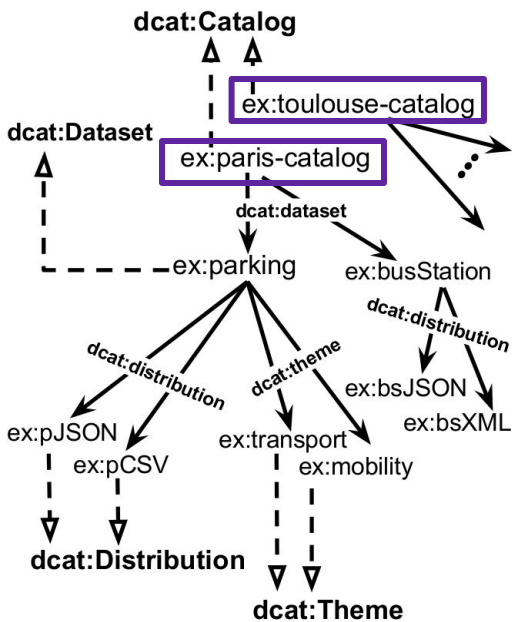 dcat:Catalog
ex:toulouse-catalog
dcat:Dataset
ex:paris-catalog
dcat:dataset
ex:parking
ex:busStation
dcat:distribution
dcat:distribution
dcat:theme
ex:bsJSON
ex:bsXML
ex:pJSON
ex:transport
ex:pCSV
ex:mobility
dcat:Distribution
dcat:Theme